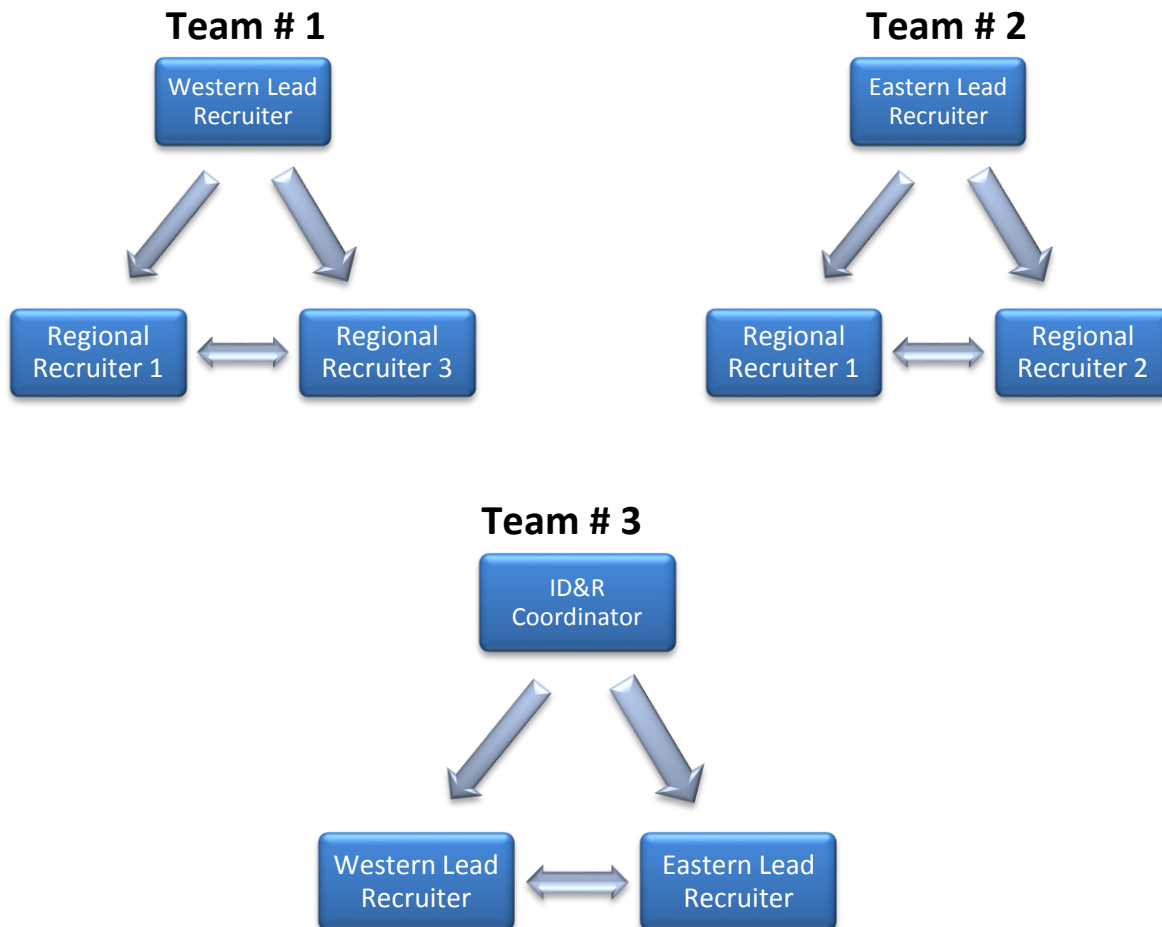 Team # 1
Western Lead
Recruiter
Regional
Recruiter 1
Regional
Recruiter 3
Team # 2
Eastern Lead
Recruiter
Regional
Recruiter 1
Regional
Recruiter 2
Team # 3
ID&R
Coordinator
Western Lead
Recruiter
Eastern Lead
Recruiter